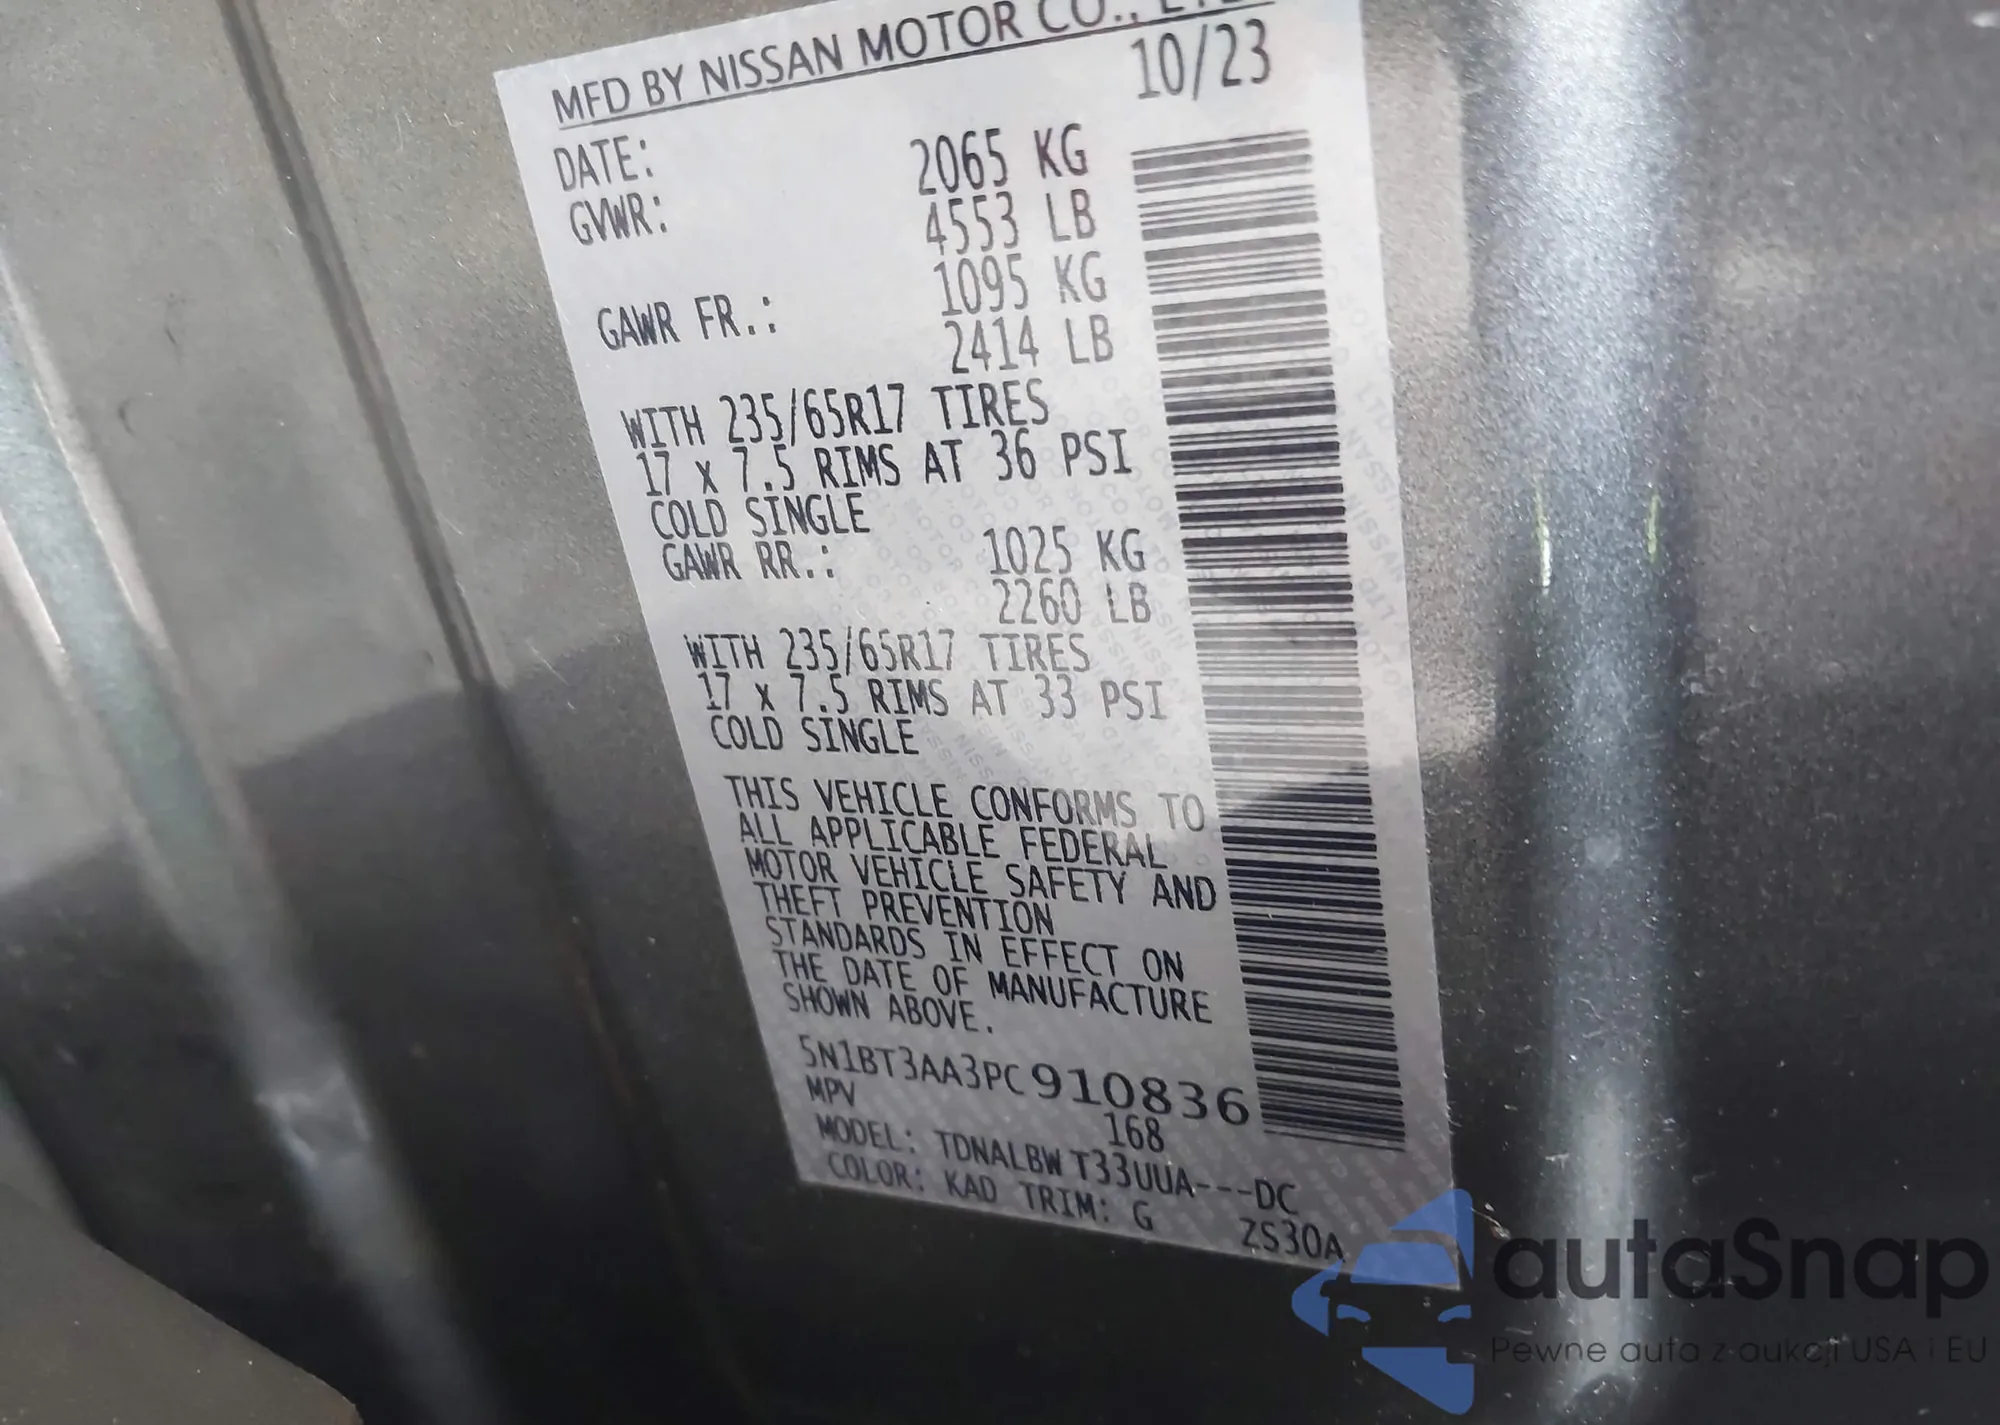 MFD BY NISSAN MOTOR CO., LTD.
DATE: 10/23
GVWR: 2065 KG
4553 LB
GAWR FR.: 1095 KG
2414 LB
WITH 235/65R17 TIRES
17 x 7.5 RIMS AT 36 PSI
COLD SINGLE
GAWR RR.: 1025 KG
2260 LB
WITH 235/65R17 TIRES
17 x 7.5 RIMS AT 33 PSI
COLD SINGLE
THIS VEHICLE CONFORMS TO
ALL APPLICABLE FEDERAL
MOTOR VEHICLE SAFETY AND
THEFT PREVENTION
STANDARDS IN EFFECT ON
THE DATE OF MANUFACTURE
SHOWN ABOVE.
5N1BT3AA3PC910836
MPV 168
MODEL: TDNALBW T33UUA---DC
COLOR: KAD TRIM: G ZS30A
autaSnap
Pewne auta z aukcji USA i EU